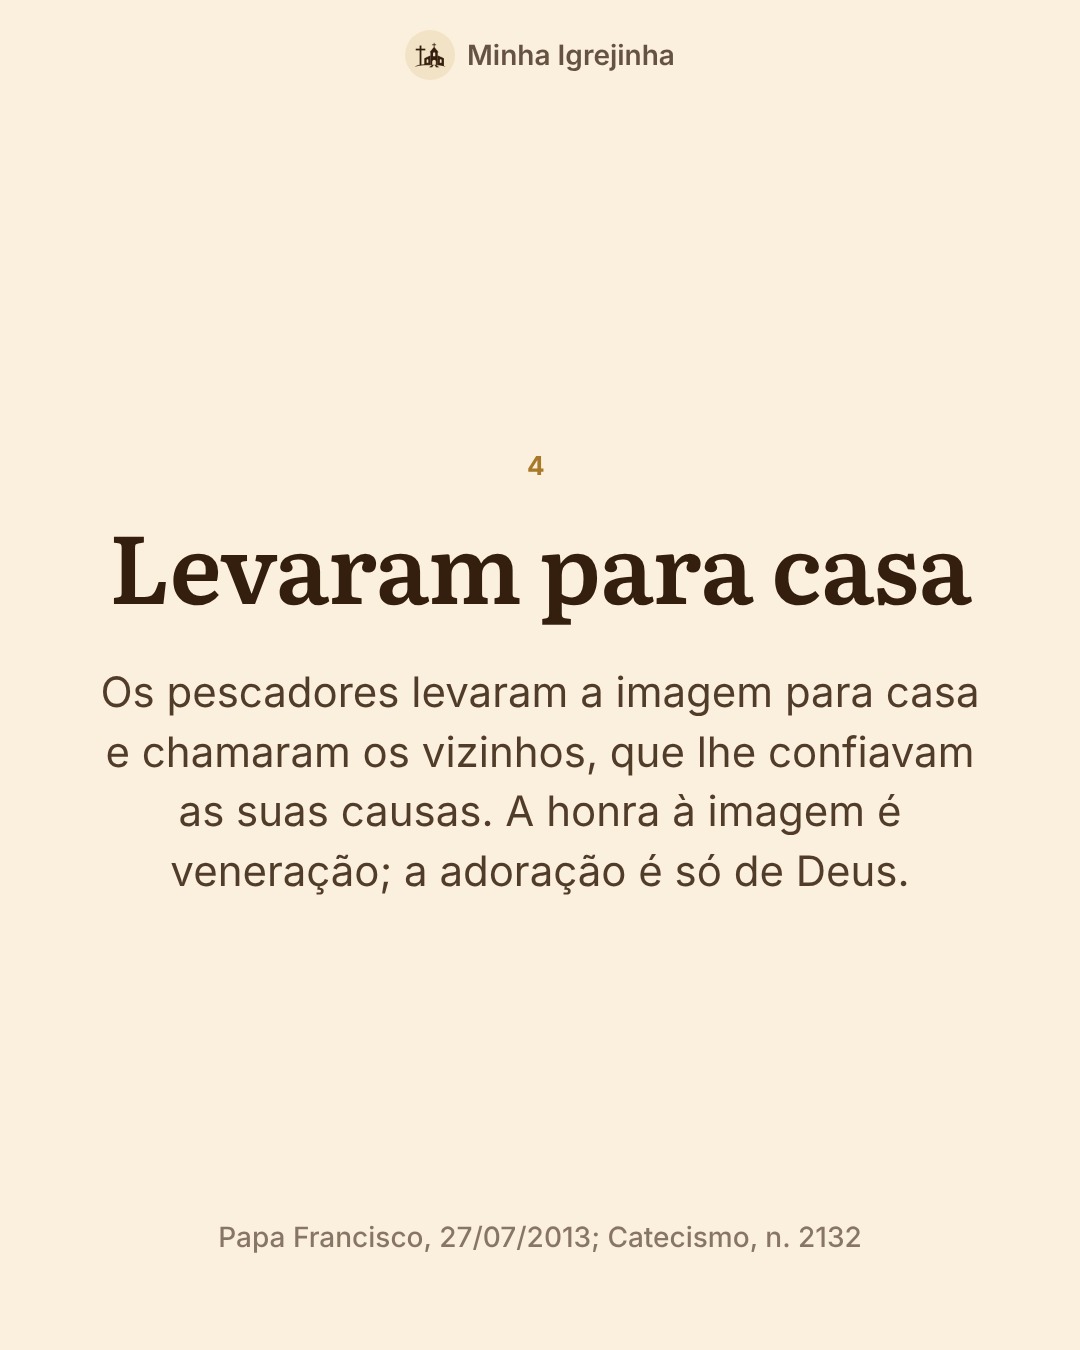 Minha Igrejinha
4
Levaram para casa
Os pescadores levaram a imagem para casa
e chamaram os vizinhos, que lhe confiavam
as suas causas. A honra à imagem é
veneração; a adoração é só de Deus.
Papa Francisco, 27/07/2013; Catecismo, n. 2132